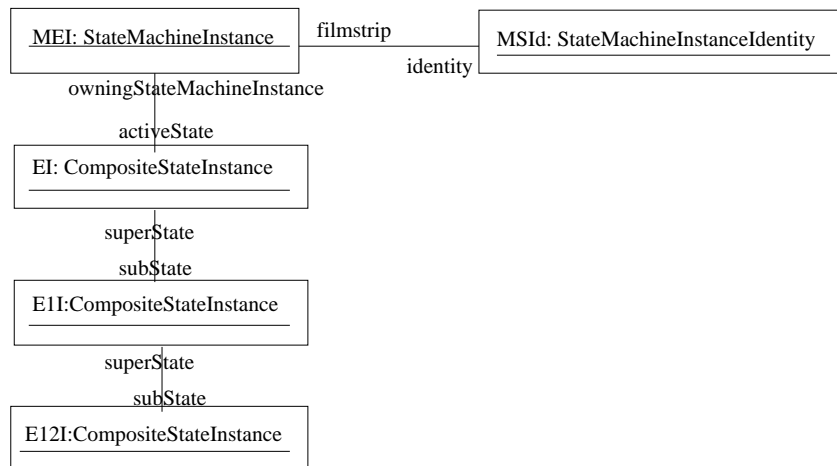 MEI: StateMachineInstance
filmstrip
MSId: StateMachineInstanceIdentity
identity
owningStateMachineInstance
activeState
EI: CompositeStateInstance
superState
subState
E1I:CompositeStateInstance
superState
subState
E12I:CompositeStateInstance